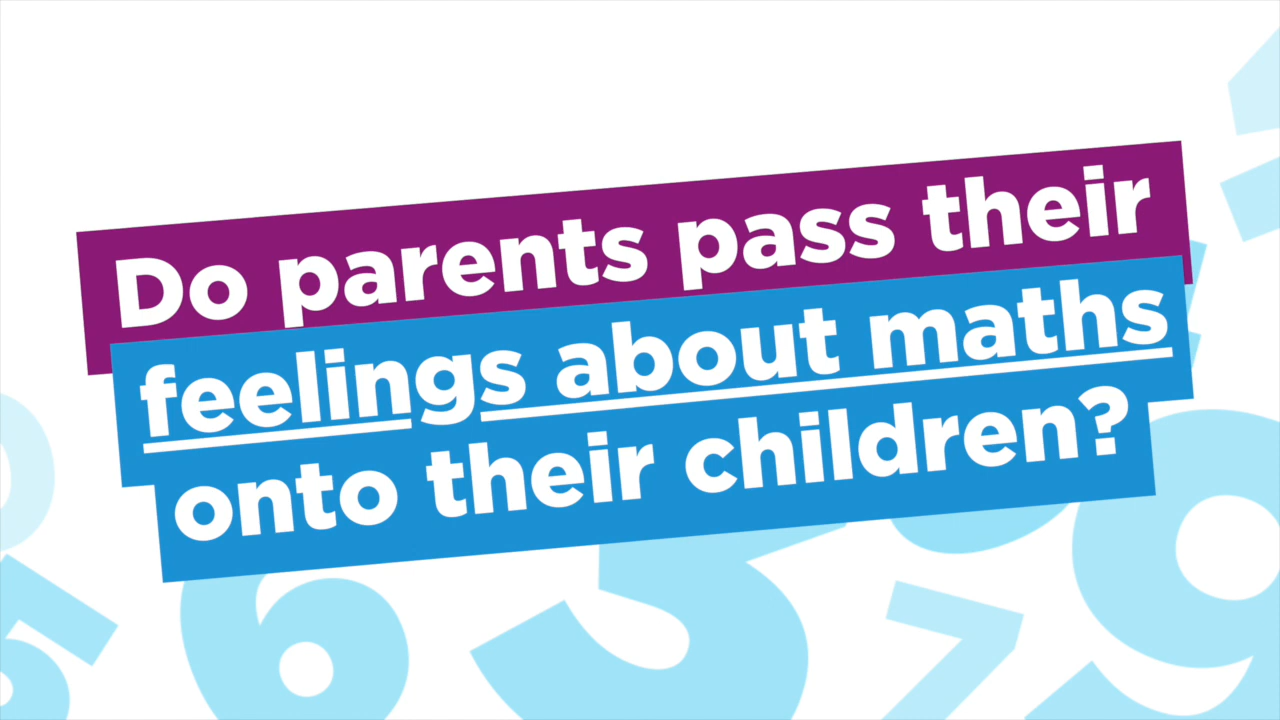 Do parents pass their
feelings about maths
onto their children?